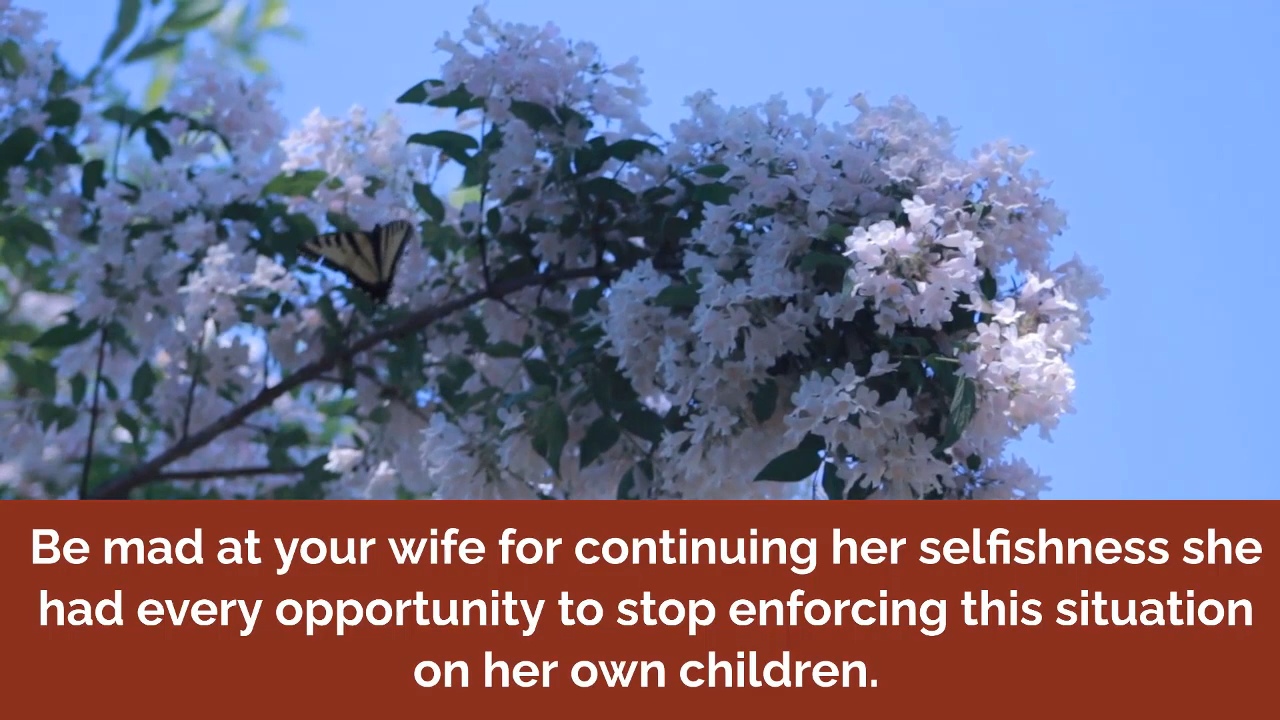 Be mad at your wife for continuing her selfishness she
had every opportunity to stop enforcing this situation
on her own children.